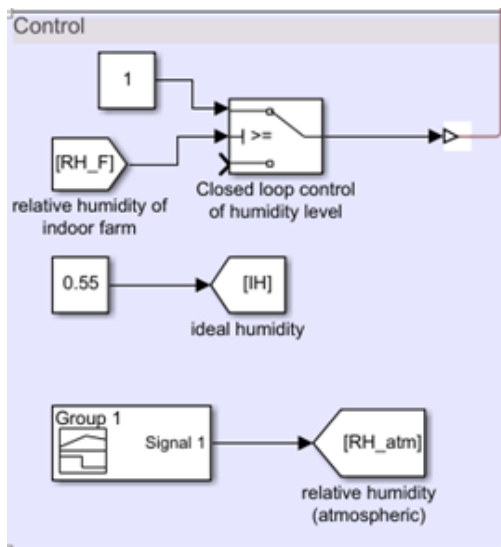 Control
1
>=
[RH_F]
Closed loop control
of humidity level
relative humidity of
indoor farm
0.55
[IH]
ideal humidity
Group 1
Signal 1
[RH_atm]
relative humidity
(atmospheric)